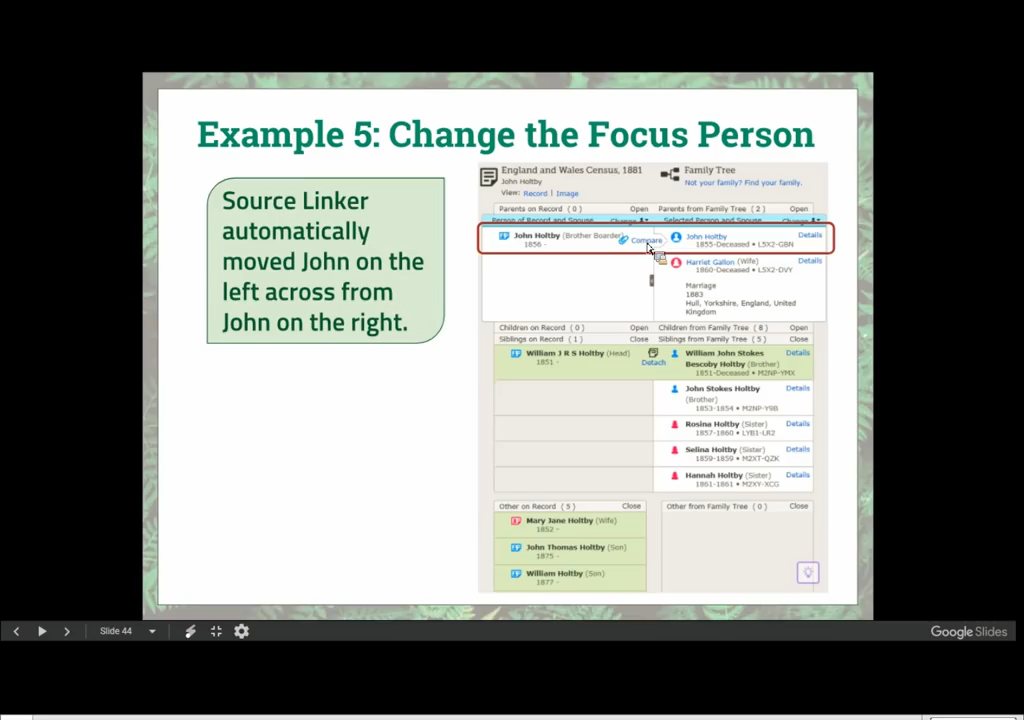 Example 5: Change the Focus Person
Source Linker
automatically
moved John on the
left across from
John on the right.
England and Wales Census, 1881
John Holtby
View: Record | Image
Family Tree
Not your family? Find your family.
Parents on Record ( 0 ) Open Parents from Family Tree ( 2 ) Open
Person of Record and Spouse Change Selected Person and Spouse Change
John Holtby (Brother Boarder)
1856 -
Compare
John Holtby Details
1855-Deceased • L5X2-GBN
Harriet Gallon (Wife) Details
1860-Deceased • L5X2-DVY
Marriage
1883
Hull, Yorkshire, England, United
Kingdom
Children on Record ( 0 ) Open Children from Family Tree ( 8 ) Open
Siblings on Record ( 1 ) Close Siblings from Family Tree ( 5 ) Close
William J R S Holtby (Head)
1851 -
Detach
William John Stokes Details
Bescoby Holtby (Brother)
1851-Deceased • M2NP-YMX
John Stokes Holtby Details
(Brother)
1853-1854 • M2NP-Y9B
Rosina Holtby (Sister) Details
1857-1860 • LYB1-LR2
Selina Holtby (Sister) Details
1859-1859 • M2XT-QZK
Hannah Holtby (Sister) Details
1861-1861 • M2XY-XCG
Other on Record ( 5 ) Close Other from Family Tree ( 0 ) Close
Mary Jane Holtby (Wife)
1852 -
John Thomas Holtby (Son)
1875 -
William Holtby (Son)
1877 -
Slide 44
Google Slides